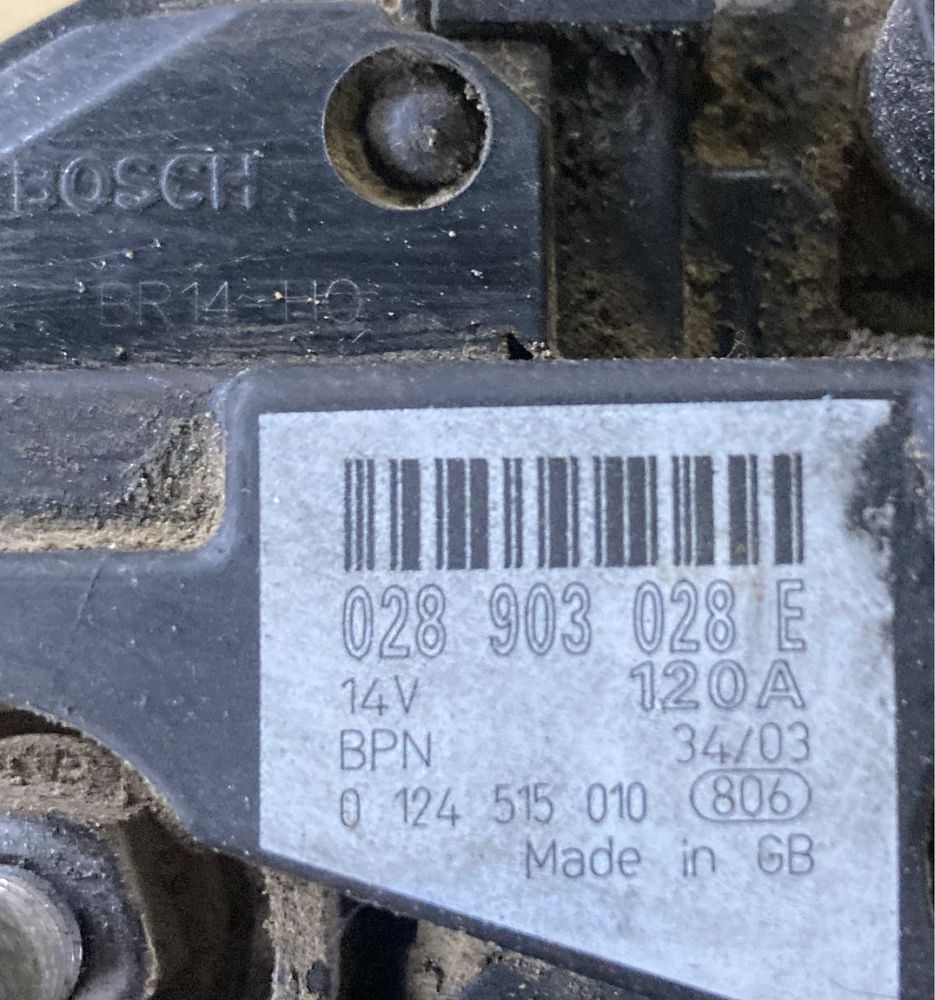 BOSCH
BR14-HO
028 903 028 E
14V 120A
BPN 34/03
0 124 515 010 806
Made in GB